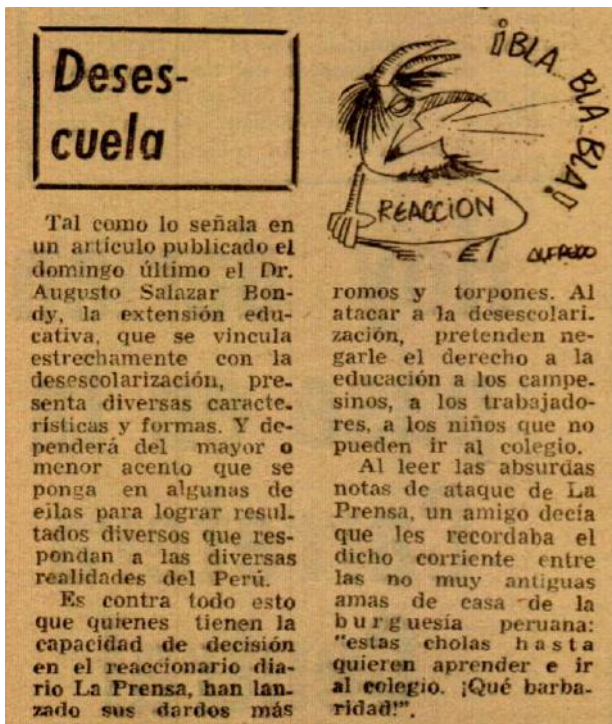 Deses-
cuela
¡BLA BLA BLA!
REACCION
ALFREDO
Tal como lo señala en
un artículo publicado el
domingo último el Dr.
Augusto Salazar Bon-
dy, la extensión edu-
cativa, que se vincula
estrechamente con la
desescolarización, pre-
senta diversas caracte-
rísticas y formas. Y de-
penderá del mayor o
menor acento que se
ponga en algunas de
ellas para lograr resul-
tados diversos que res-
pondan a las diversas
realidades del Perú.
Es contra todo esto
que quienes tienen la
capacidad de decisión
en el reaccionario dia-
rio La Prensa, han lan-
zado sus dardos más
romos y torpones. Al
atacar a la desescolari-
zación, pretenden ne-
garle el derecho a la
educación a los campe-
sinos, a los trabajado-
res, a los niños que no
pueden ir al colegio.
Al leer las absurdas
notas de ataque de La
Prensa, un amigo decía
que les recordaba el
dicho corriente entre
las no muy antiguas
amas de casa de la
burguesía peruana:
"estas cholas hasta
quieren aprender e ir
al colegio. ¡Qué barba-
ridad!".